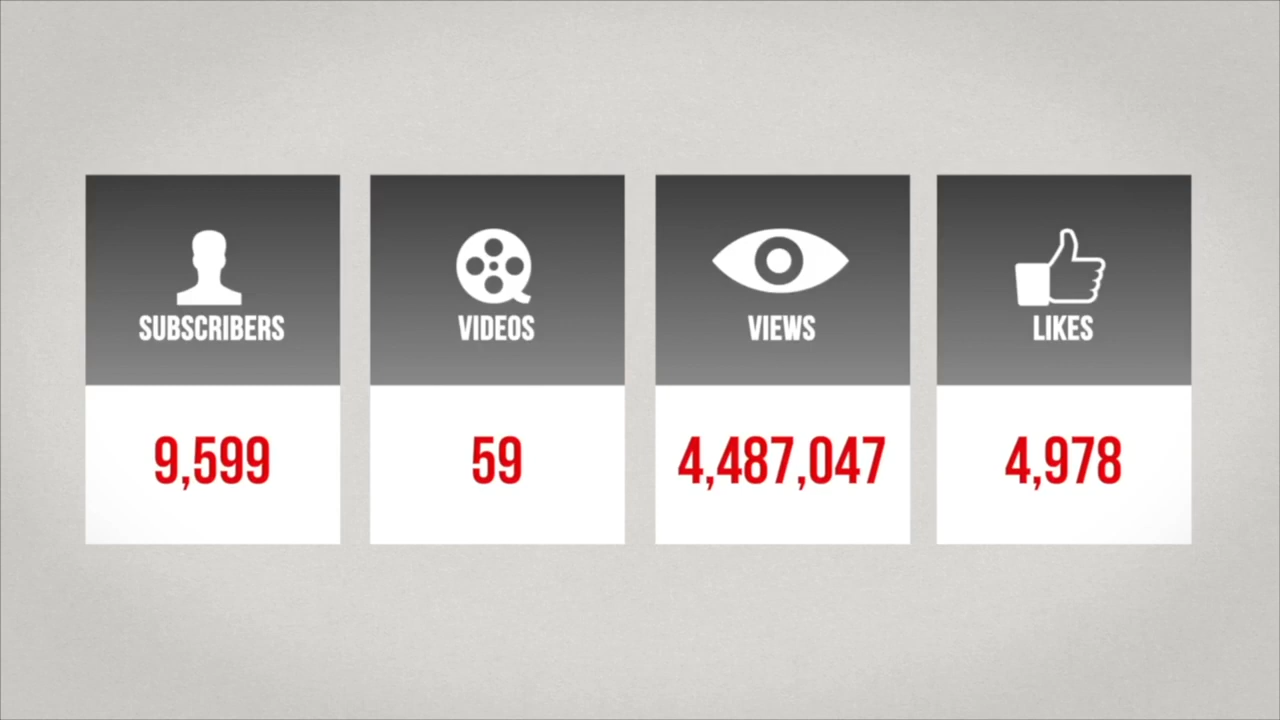 SUBSCRIBERS
9,599
VIDEOS
59
VIEWS
4,487,047
LIKES
4,978